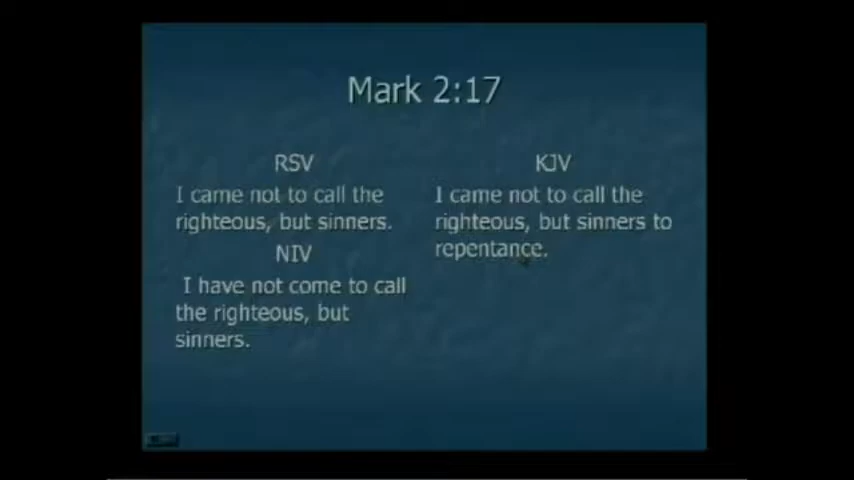 Mark 2:17
RSV
I came not to call the
righteous, but sinners.
NIV
I have not come to call
the righteous, but
sinners.
KJV
I came not to call the
righteous, but sinners to
repentance.